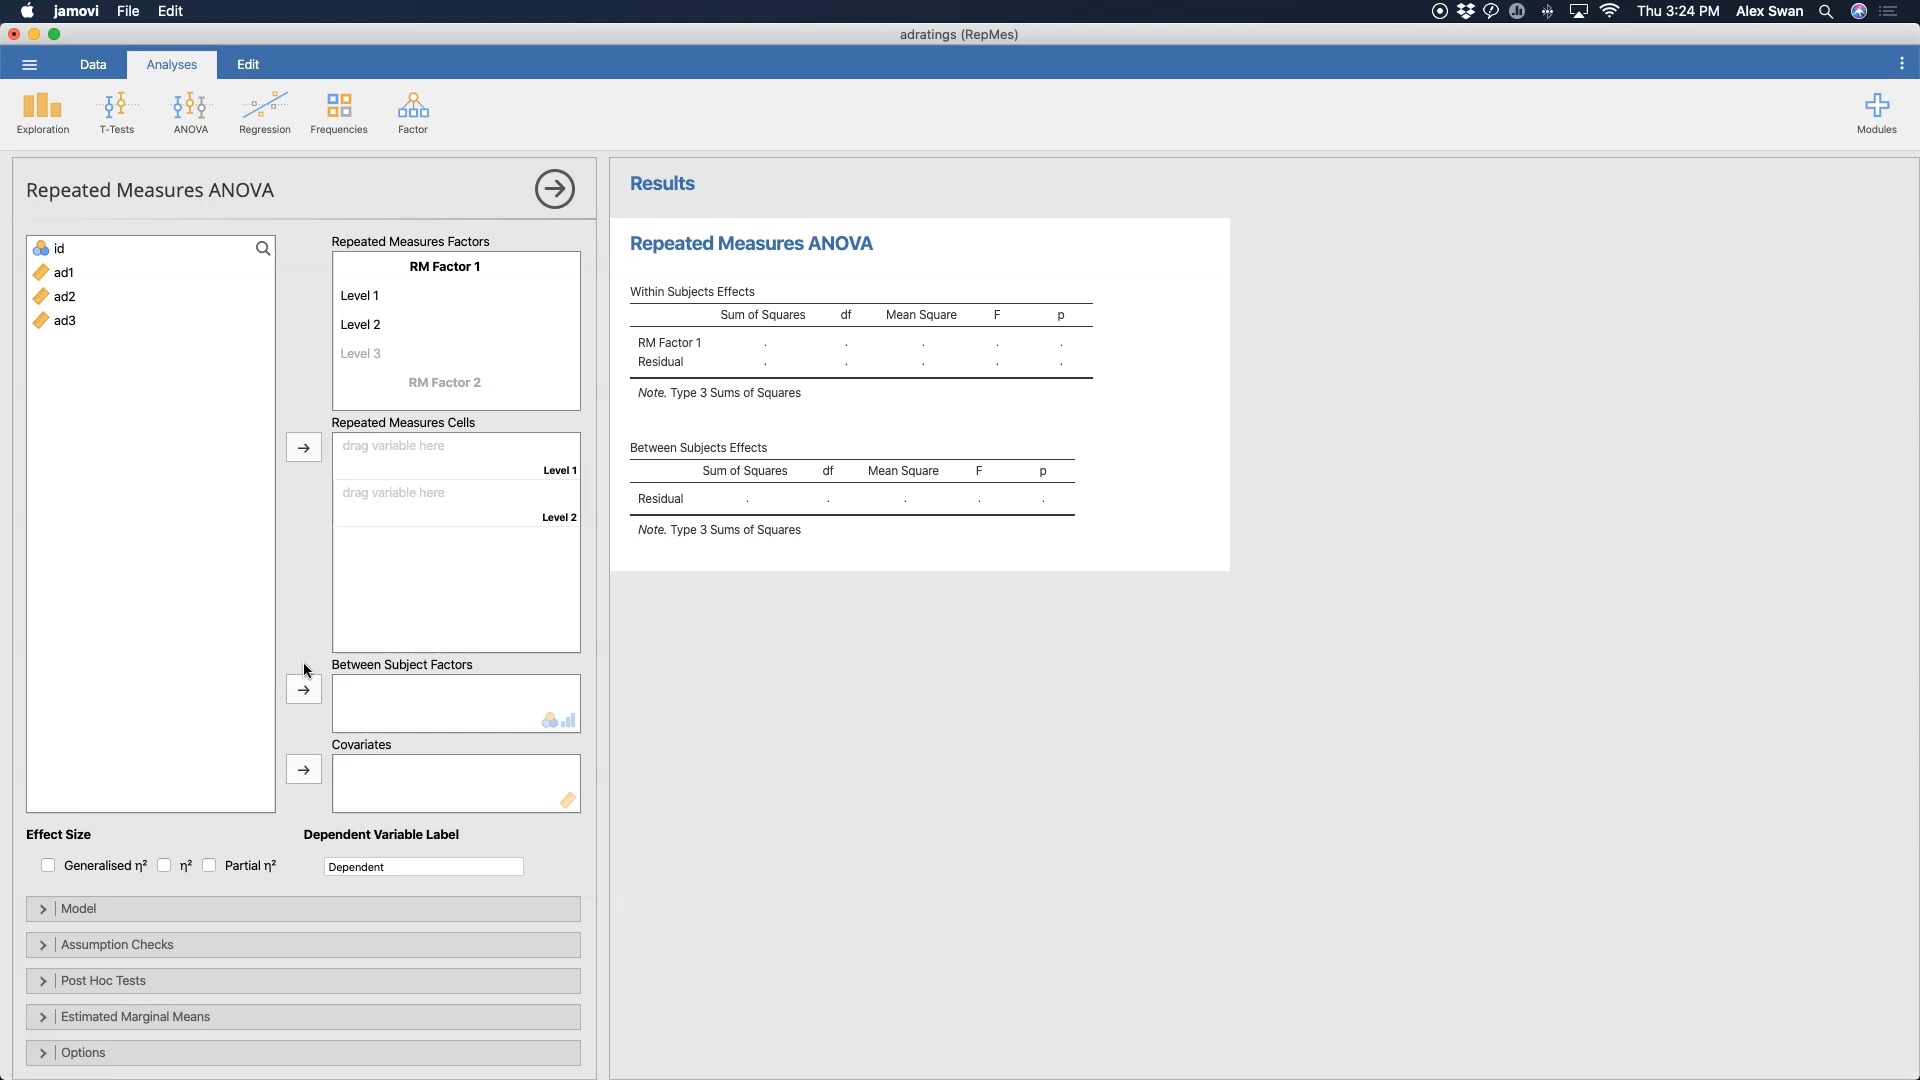 jamovi File Edit Thu 3:24 PM Alex Swan
adratings (RepMes)
Data Analyses Edit
Exploration T-Tests ANOVA Regression Frequencies Factor Modules
Repeated Measures ANOVA
id
ad1
ad2
ad3
Repeated Measures Factors
RM Factor 1
Level 1
Level 2
Level 3
RM Factor 2
Repeated Measures Cells
drag variable here
Level 1
drag variable here
Level 2
Between Subject Factors
Covariates
Effect Size
Generalised η² η² Partial η²
Dependent Variable Label
Dependent
Model
Assumption Checks
Post Hoc Tests
Estimated Marginal Means
Options
Results
Repeated Measures ANOVA
Within Subjects Effects
Sum of Squares df Mean Square F p
RM Factor 1 . . . . .
Residual . . . . .
Note. Type 3 Sums of Squares
Between Subjects Effects
Sum of Squares df Mean Square F p
Residual . . . . .
Note. Type 3 Sums of Squares